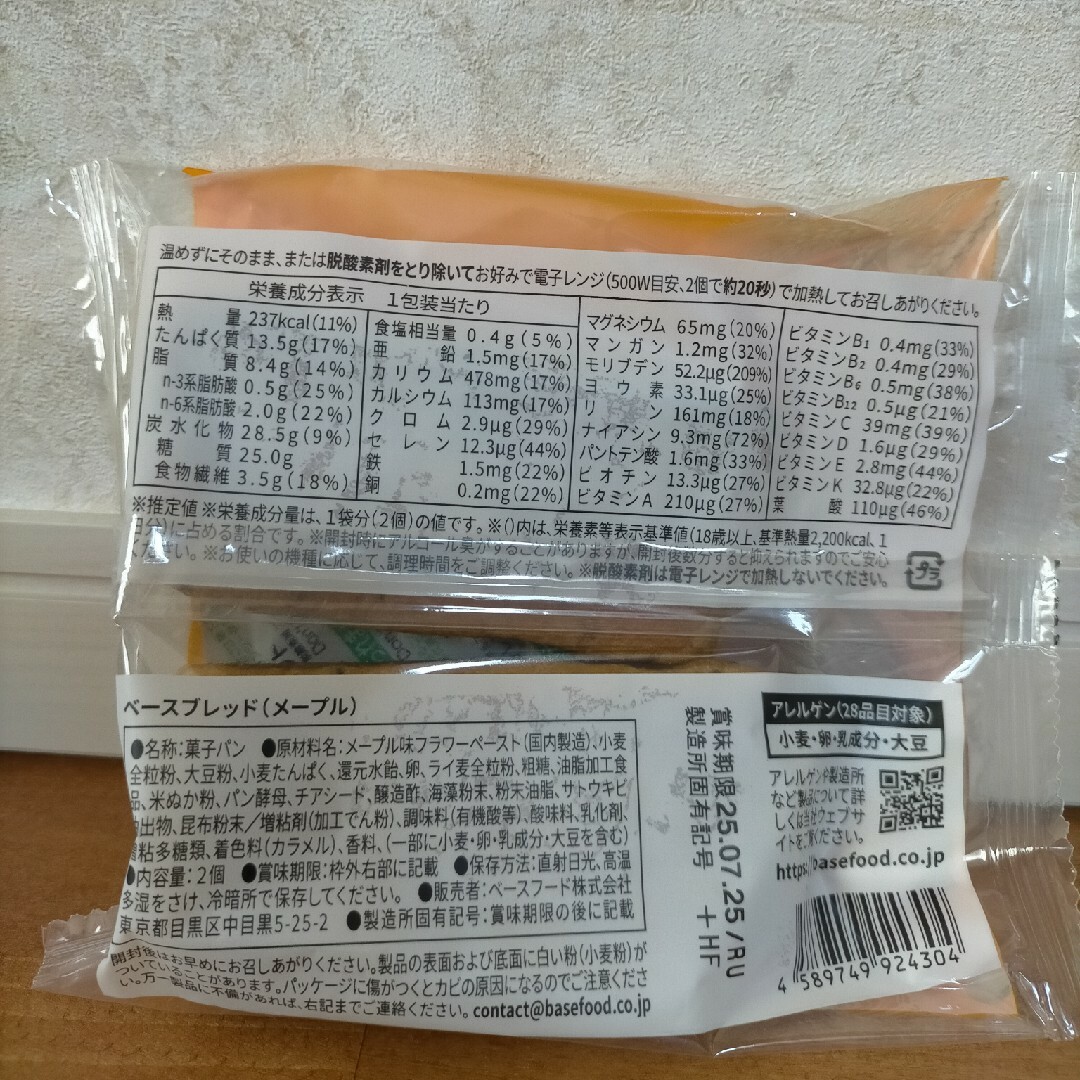 温めずにそのまま、または脱酸素剤をとり除いてお好みで電子レンジ(500W目安、2個で約20秒)で加熱してお召しあがりください。
栄養成分表示 1包装当たり
熱量 237kcal(11%)
たんぱく質 13.5g(17%)
脂質 8.4g(14%)
n-3系脂肪酸 0.5g(25%)
n-6系脂肪酸 2.0g(22%)
炭水化物 28.5g(9%)
糖質 25.0g
食物繊維 3.5g(18%)
食塩相当量 0.4g(5%)
亜鉛 1.5mg(17%)
カリウム 478mg(17%)
カルシウム 113mg(17%)
クロム 2.9μg(29%)
セレン 12.3μg(44%)
鉄 1.5mg(22%)
銅 0.2mg(22%)
マグネシウム 65mg(20%)
マンガン 1.2mg(32%)
モリブデン 52.2μg(209%)
ヨウ素 33.1μg(25%)
リン 161mg(18%)
ナイアシン 9.3mg(72%)
パントテン酸 1.6mg(33%)
ビオチン 13.3μg(27%)
ビタミンA 210μg(27%)
ビタミンB₁ 0.4mg(33%)
ビタミンB₂ 0.4mg(29%)
ビタミンB₆ 0.5mg(38%)
ビタミンB₁₂ 0.5μg(21%)
ビタミンC 39mg(39%)
ビタミンD 1.6μg(29%)
ビタミンE 2.8mg(44%)
ビタミンK 32.8μg(22%)
葉酸 110μg(46%)
※推定値 ※栄養成分量は、1袋分(2個)の値です。※()内は、栄養素等表示基準値(18歳以上、基準熱量2,200kcal、1
日分)に占める割合です。※開封時にアルコール臭がすることがありますが、開封後数分すると抑えられますのでご安心
ください。※お使いの機種に応じて、調理時間をご調整ください。※脱酸素剤は電子レンジで加熱しないでください。
プラ
ベースブレッド(メープル)
●名称:菓子パン ●原材料名:メープル味フラワーペースト(国内製造)、小麦
全粒粉、大豆粉、小麦たんぱく、還元水飴、卵、ライ麦全粒粉、粗糖、油脂加工食
品、米ぬか粉、パン酵母、チアシード、醸造酢、海藻粉末、粉末油脂、サトウキビ
抽出物、昆布粉末/増粘剤(加工でん粉)、調味料(有機酸等)、酸味料、乳化剤、
増粘多糖類、着色料(カラメル)、香料、(一部に小麦・卵・乳成分・大豆を含む)
●内容量:2個 ●賞味期限:枠外右部に記載 ●保存方法:直射日光、高温
多湿をさけ、冷暗所で保存してください。 ●販売者:ベースフード株式会社
東京都目黒区中目黒5-25-2 ●製造所固有記号:賞味期限の後に記載
開封後はお早めにお召しあがりください。製品の表面および底面に白い粉(小麦粉)が
ついていることがあります。パッケージに傷がつくとカビの原因になるのでご注意くださ
い。万一製品に不備があれば、右記までご連絡ください。contact@basefood.co.jp
賞味期限25.07.25/RU
製造所固有記号 +HF
アレルゲン(28品目対象)
小麦・卵・乳成分・大豆
アレルゲンや製造所
など製品について詳
しくは当社ウェブサ
イトをご覧ください。
https://basefood.co.jp
4 589749 924304